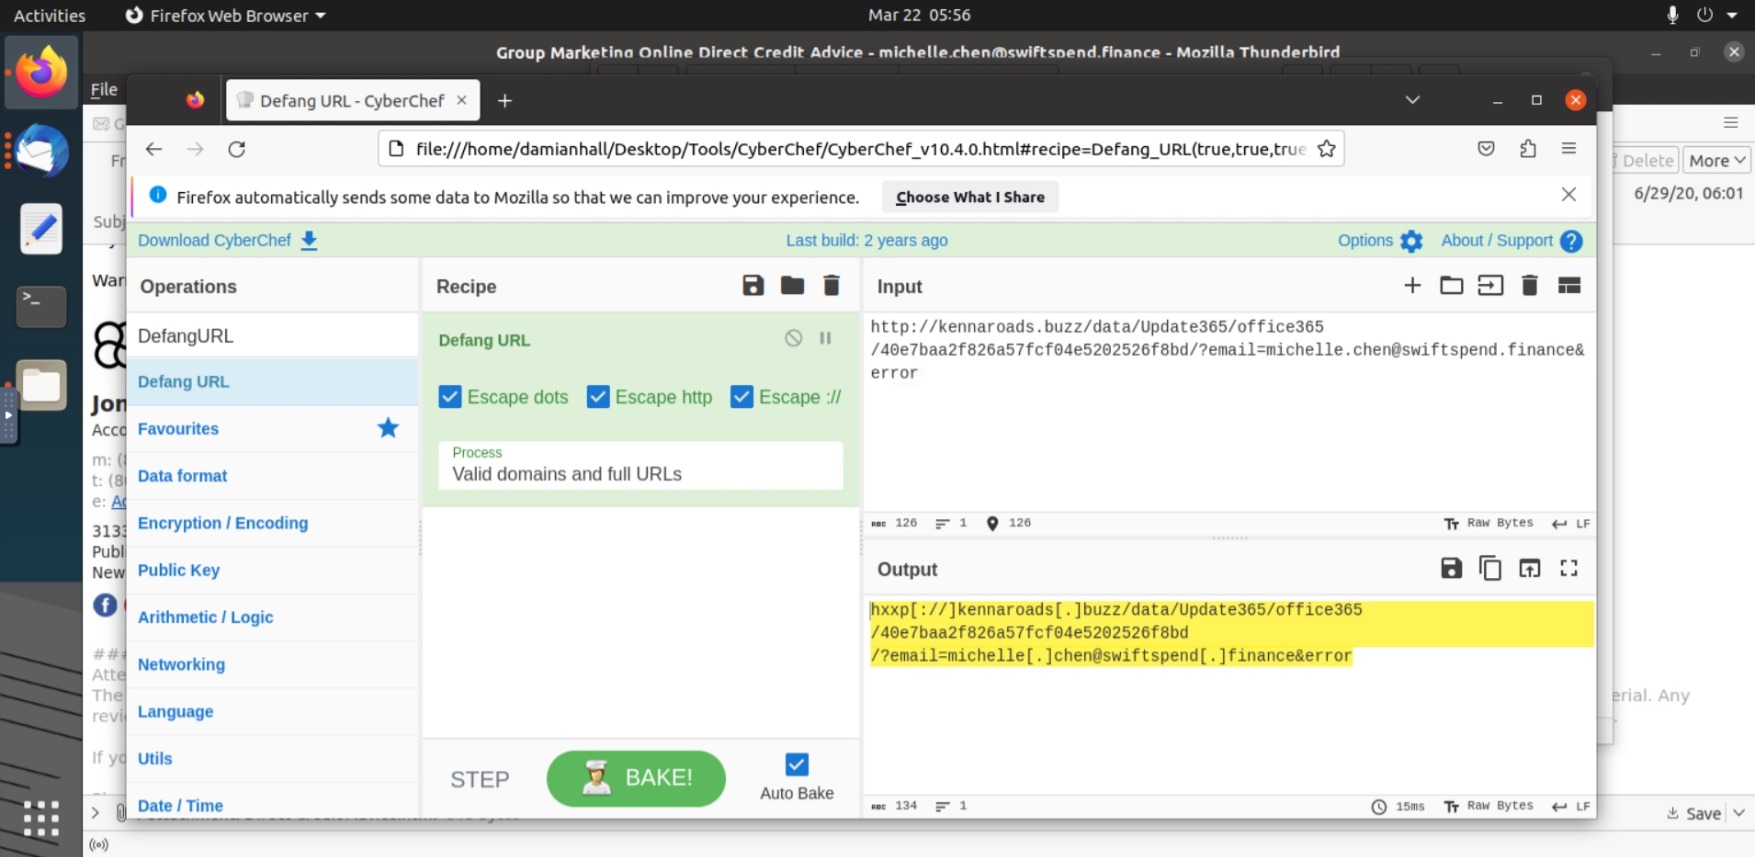 Activities
Firefox Web Browser
Mar 22 05:56
Group Marketing Online Direct Credit Advice - michelle.chen@swiftspend.finance - Mozilla Thunderbird
File
Defang URL - CyberChef
file:///home/damianhall/Desktop/Tools/CyberChef/CyberChef_v10.4.0.html#recipe=Defang_URL(true,true,true
Delete
More
Firefox automatically sends some data to Mozilla so that we can improve your experience.
Choose What I Share
6/29/20, 06:01
Download CyberChef
Last build: 2 years ago
Options
About / Support
Operations
Recipe
Input
DefangURL
Defang URL
Favourites
Data format
Encryption / Encoding
Public Key
Arithmetic / Logic
Networking
Language
Utils
Date / Time
Defang URL
Escape dots
Escape http
Escape ://
Process
Valid domains and full URLs
STEP
BAKE!
Auto Bake
http://kennaroads.buzz/data/Update365/office365
/40e7baa2f826a57fcf04e5202526f8bd/?email=michelle.chen@swiftspend.finance&
error
126
1
126
Raw Bytes
LF
Output
hxxp[://]kennaroads[.]buzz/data/Update365/office365
/40e7baa2f826a57fcf04e5202526f8bd
/?email=michelle[.]chen@swiftspend[.]finance&error
134
1
15ms
Raw Bytes
LF
erial. Any
Save
Jon
Acco
m: (
t: (8
e: Ac
3133
Publ
New
###
Atte
The
revi
If yo